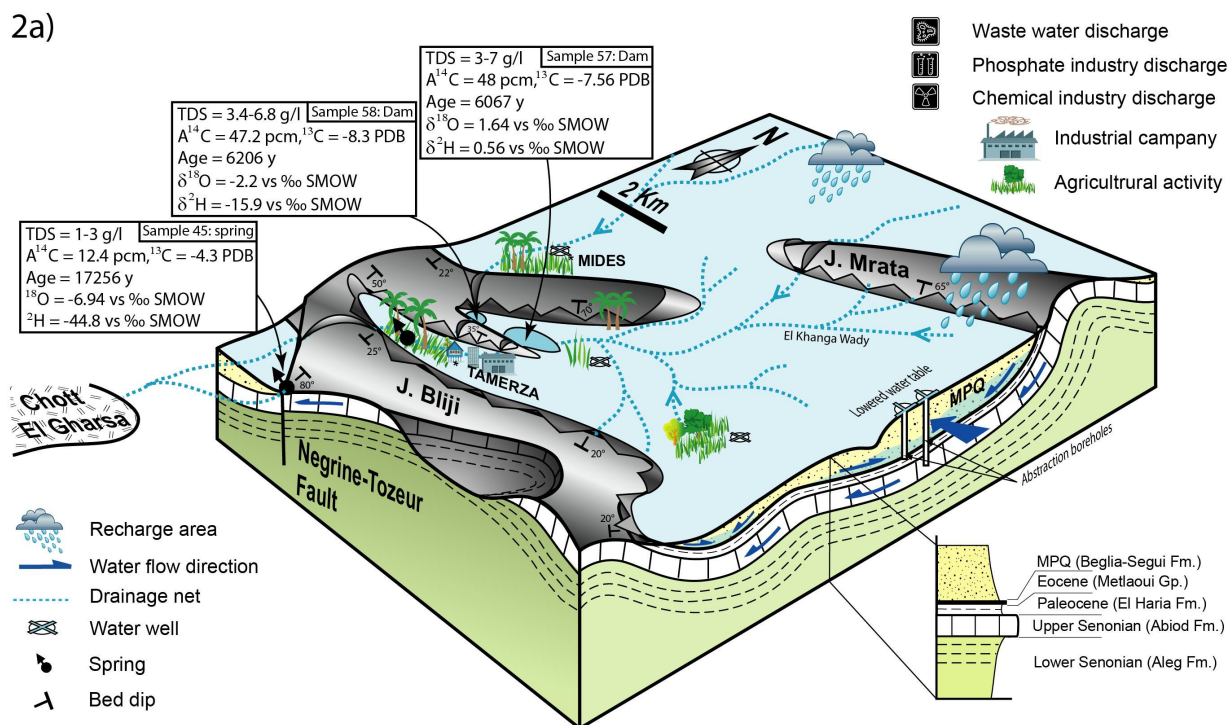 2a)
TDS = 3-7 g/l
Sample 57: Dam
A¹⁴C = 48 pcm,¹³C = -7.56 PDB
Age = 6067 y
δ¹⁸O = 1.64 vs ‰ SMOW
δ²H = 0.56 vs ‰ SMOW
TDS = 3.4-6.8 g/l
Sample 58: Dam
A¹⁴C = 47.2 pcm,¹³C = -8.3 PDB
Age = 6206 y
δ¹⁸O = -2.2 vs ‰ SMOW
δ²H = -15.9 vs ‰ SMOW
TDS = 1-3 g/l
Sample 45: spring
A¹⁴C = 12.4 pcm,¹³C = -4.3 PDB
Age = 17256 y
¹⁸O = -6.94 vs ‰ SMOW
²H = -44.8 vs ‰ SMOW
Waste water discharge
Phosphate industry discharge
Chemical industry discharge
Industrial campany
Agricultrural activity
N
2 Km
MIDES
J. Mrata
65°
22°
50°
70°
35°
25°
80°
20°
20°
El Khanga Wady
TAMERZA
J. Bliji
Lowered water table
MPQ
Abstraction boreholes
Chott
El Gharsa
Negrine-Tozeur
Fault
Recharge area
Water flow direction
Drainage net
Water well
Spring
Bed dip
MPQ (Beglia-Segui Fm.)
Eocene (Metlaoui Gp.)
Paleocene (El Haria Fm.)
Upper Senonian (Abiod Fm.)
Lower Senonian (Aleg Fm.)